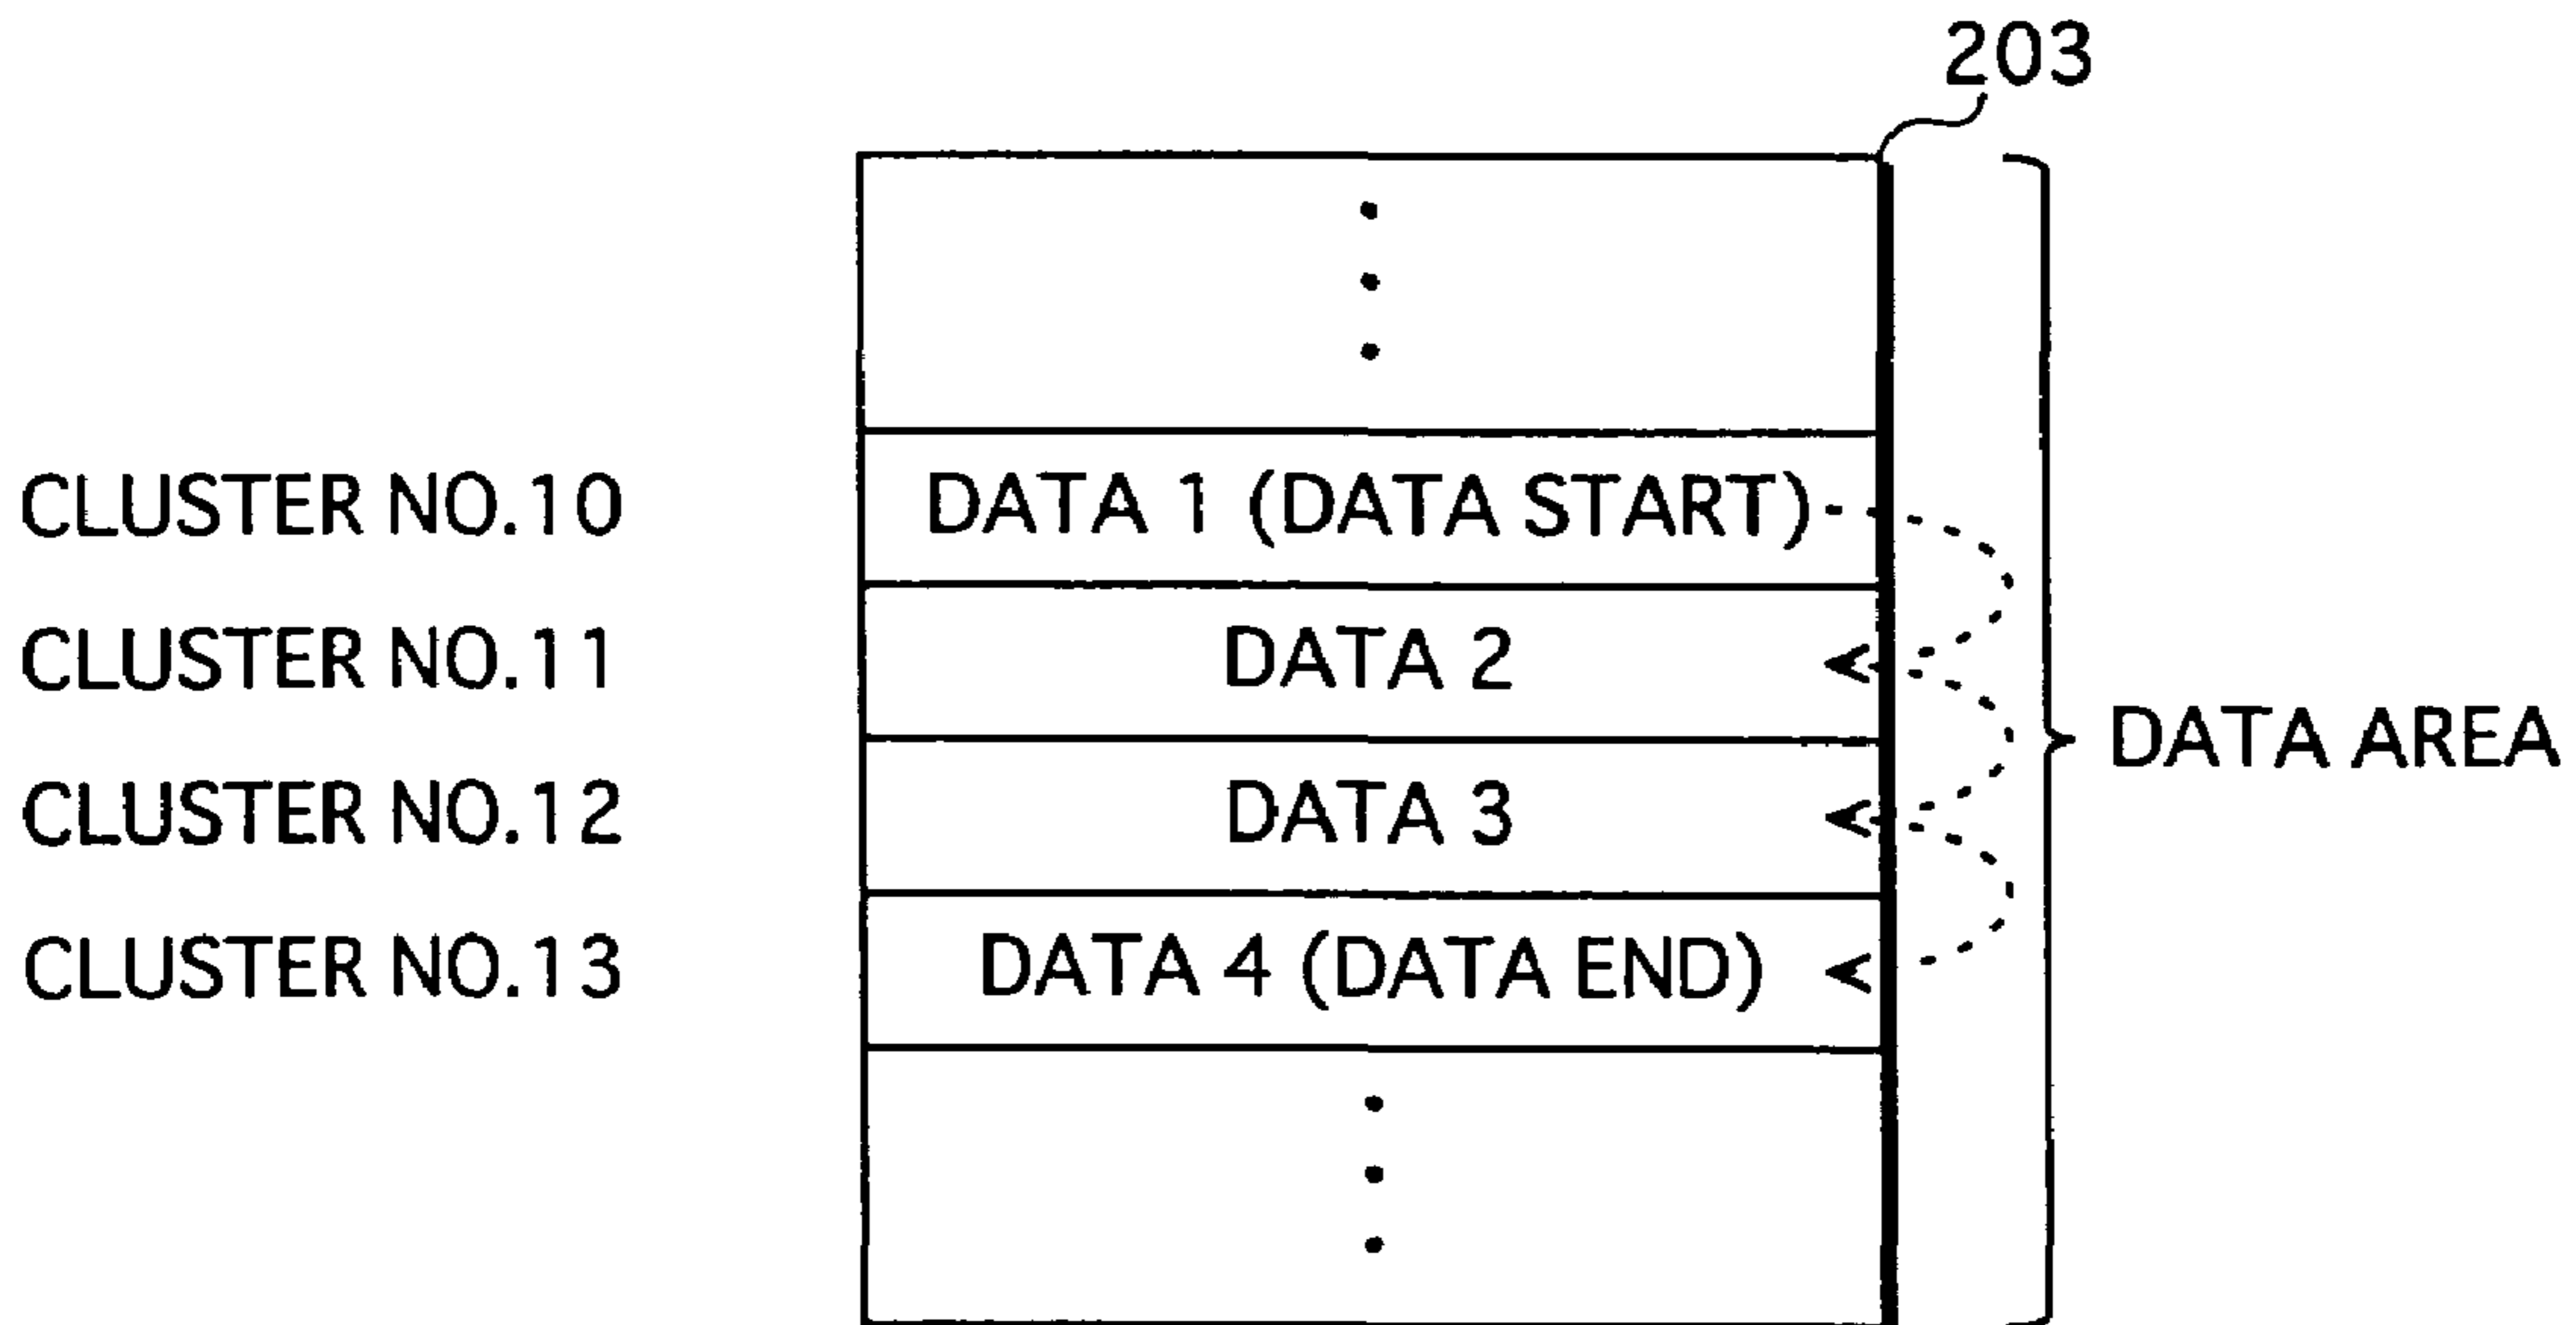 203
CLUSTER NO.10 DATA 1 (DATA START)
CLUSTER NO.11 DATA 2
DATA AREA
CLUSTER NO.12 DATA 3
CLUSTER NO.13 DATA 4 (DATA END)